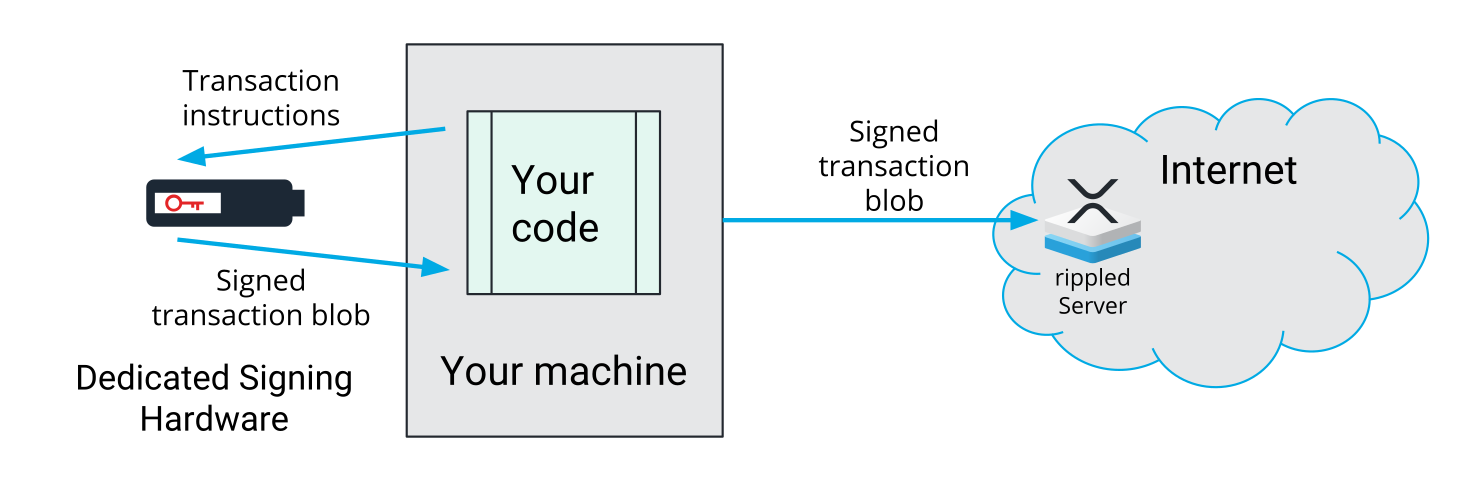 Transaction
instructions
Signed
transaction blob
Dedicated Signing
Hardware
Your
code
Your machine
Signed
transaction
blob
Internet
rippled
Server